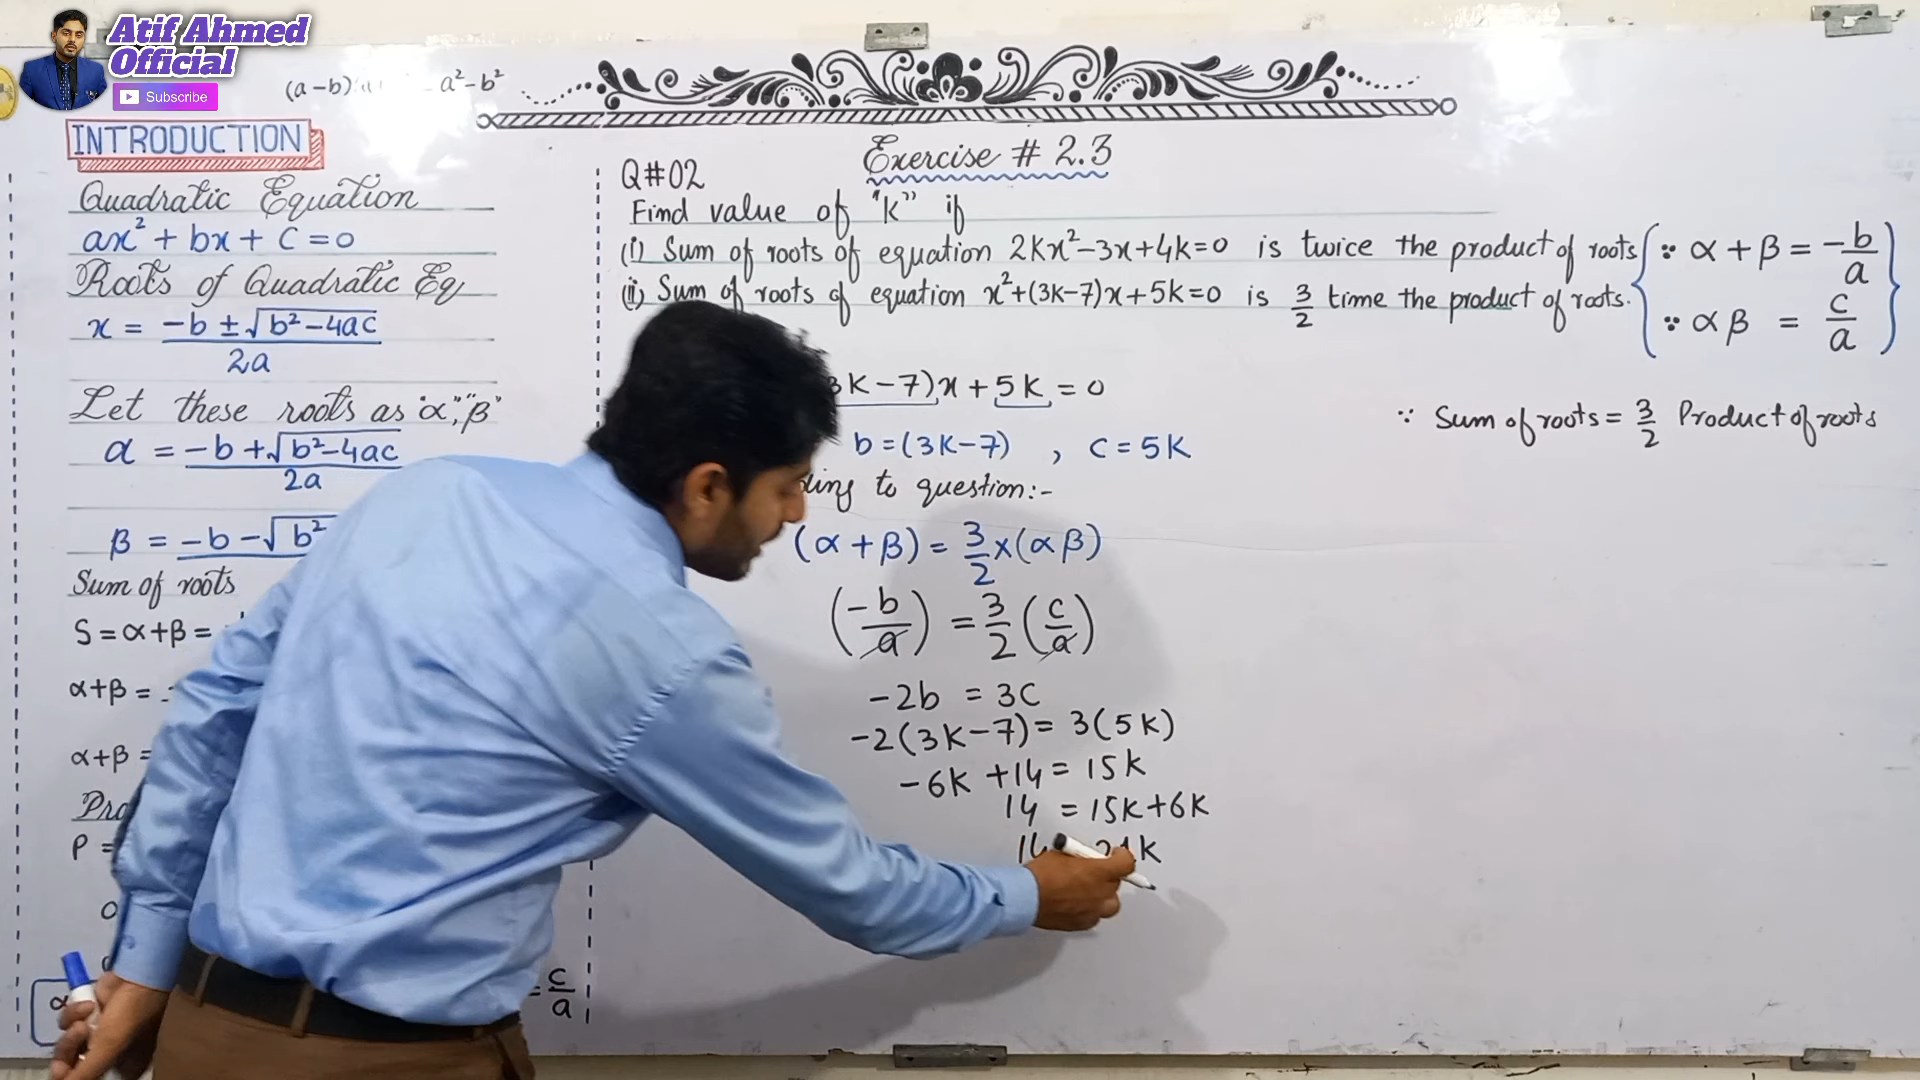 Atif Ahmed
Official
Subscribe
(a-b) a²-b²
INTRODUCTION
Quadratic Equation
ax²+bx+C=0
Roots of Quadratic Eq
x = -b±√b²-4ac / 2a
Let these roots as "α","β"
α = -b+√b²-4ac / 2a
β = -b-√b²
Sum of roots
S=α+β=
α+β=
α+β=
P=
= c/a
Exercise # 2.3
Q#02
Find value of "K" if
(i) Sum of roots of equation 2Kx²-3x+4k=0 is twice the product of roots
(ii) Sum of roots of equation x²+(3K-7)x+5K=0 is 3/2 time the product of roots.
∵ α+β = -b/a
∵ αβ = c/a
K-7)x+5K=0
b=(3K-7) , C=5K
to question:-
(α+β)=3/2×(αβ)
(-b/a)=3/2(c/a)
-2b = 3C
-2(3K-7)=3(5K)
-6K+14=15K
14=15K+6K
14 21K
∵ Sum of roots = 3/2 Product of roots